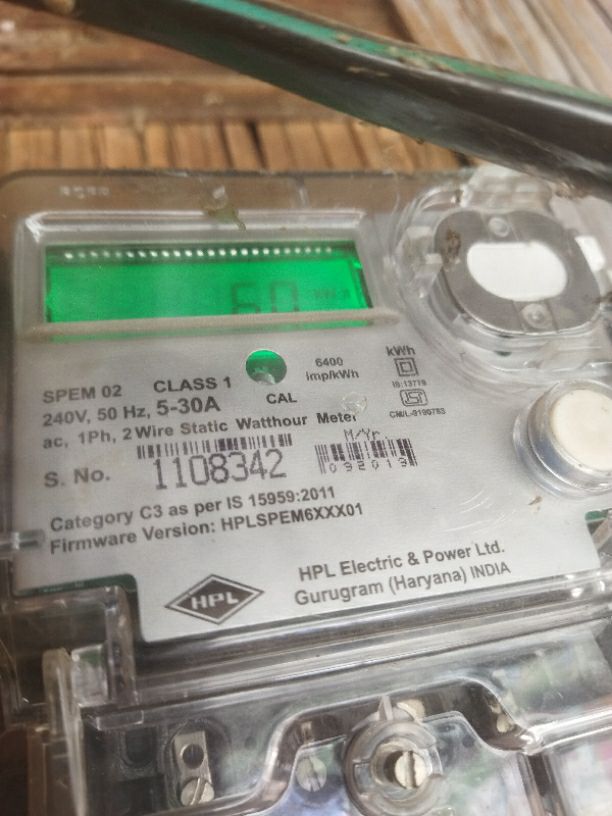 60
SPEM 02 CLASS 1
6400
imp/kWh
kWh
IS:13779
240V, 50 Hz, 5-30A
CAL
ac, 1Ph, 2 Wire Static Watthour Meter
M/Yr
S. No. 1108342
092019
Category C3 as per IS 15959:2011
Firmware Version: HPLSPEM6XXX01
HPL
HPL Electric & Power Ltd.
Gurugram (Haryana) INDIA